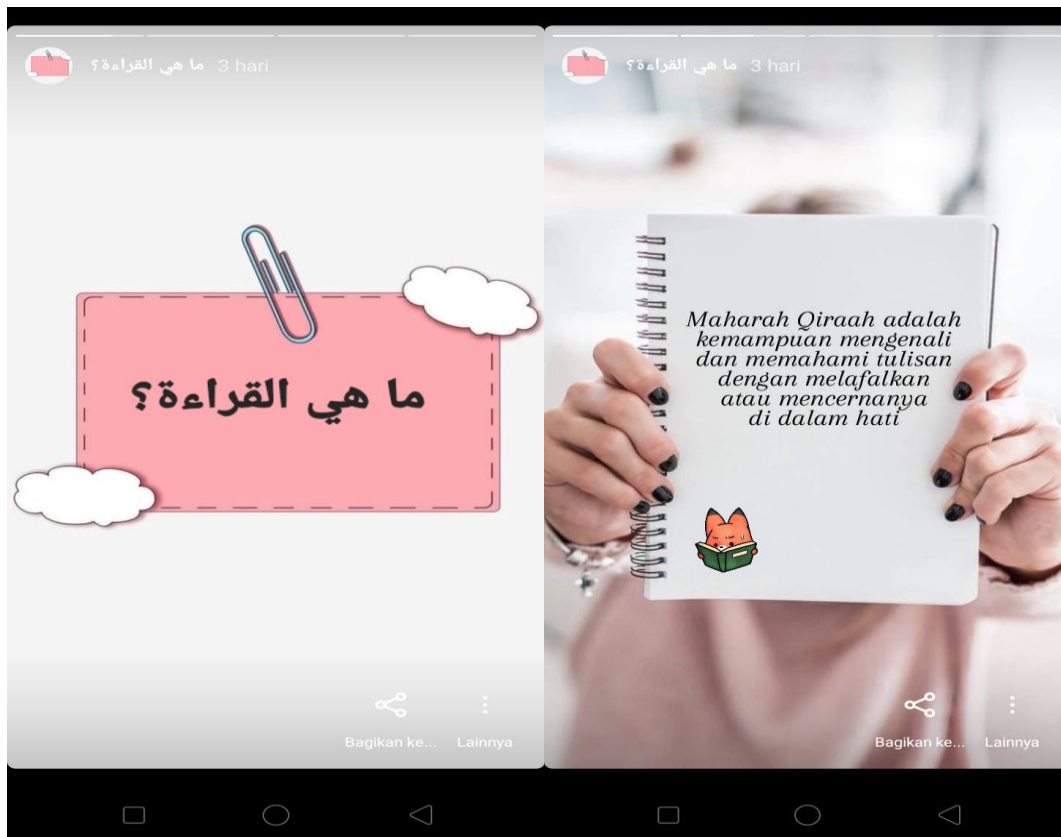 ما هي القراءة؟ 3 hari
ما هي القراءة؟
Bagikan ke... Lainnya
ما هي القراءة؟ 3 hari
Maharah Qiraah adalah
kemampuan mengenali
dan memahami tulisan
dengan melafalkan
atau mencernanya
di dalam hati
Bagikan ke... Lainnya